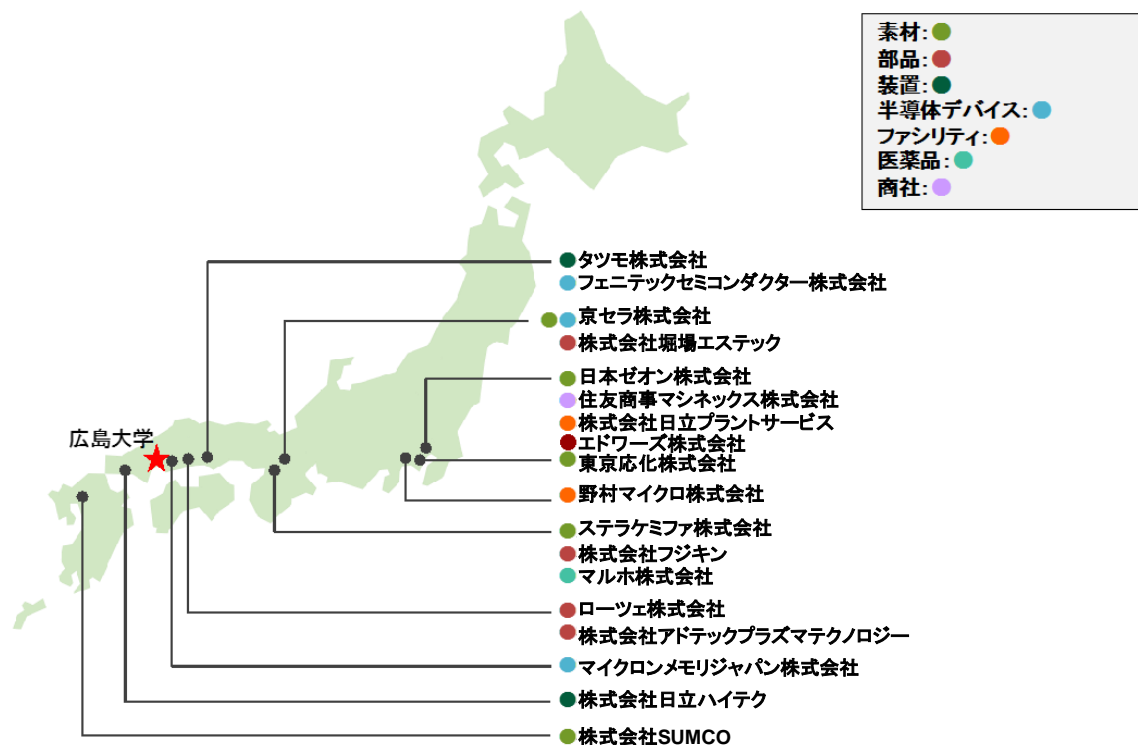 素材:
部品:
装置:
半導体デバイス:
ファシリティ:
医薬品:
商社:
タツモ株式会社
フェニテックセミコンダクター株式会社
京セラ株式会社
株式会社堀場エステック
日本ゼオン株式会社
住友商事マシネックス株式会社
株式会社日立プラントサービス
エドワーズ株式会社
東京応化株式会社
野村マイクロ株式会社
ステラケミファ株式会社
株式会社フジキン
マルホ株式会社
ローツェ株式会社
株式会社アドテックプラズマテクノロジー
マイクロンメモリジャパン株式会社
株式会社日立ハイテク
株式会社SUMCO
広島大学